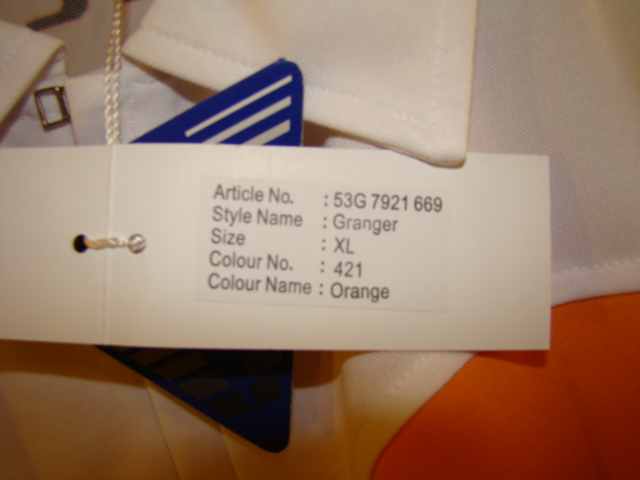 Article No. : 53G 7921 669
Style Name : Granger
Size : XL
Colour No. : 421
Colour Name : Orange